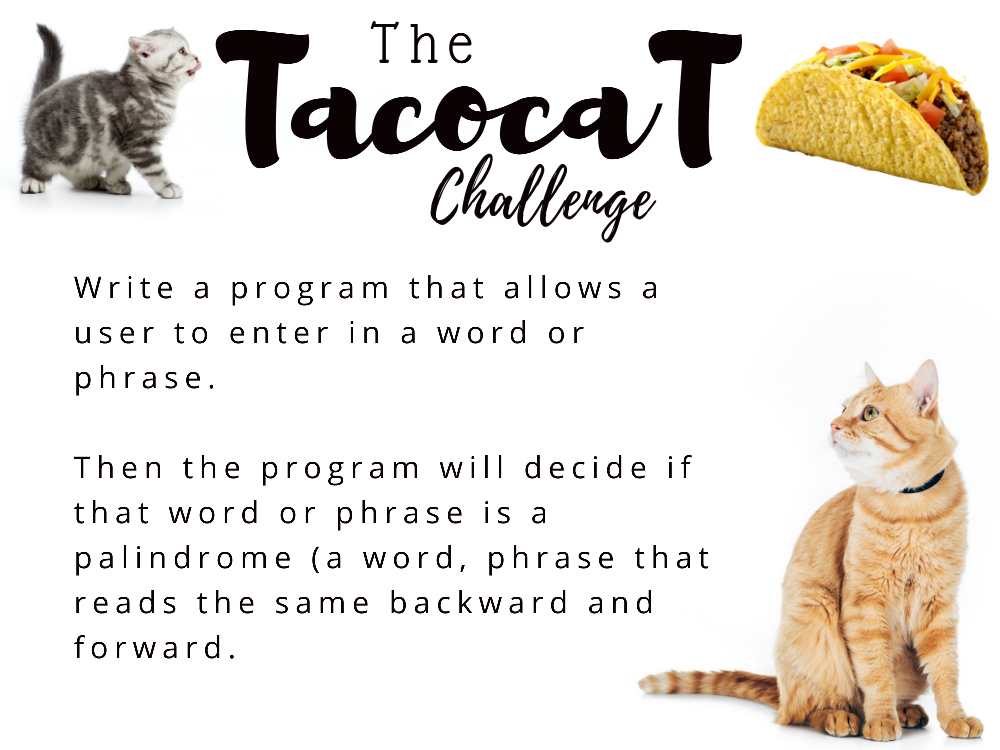 The
TacocaT
Challenge
Write a program that allows a
user to enter in a word or
phrase.
Then the program will decide if
that word or phrase is a
palindrome (a word, phrase that
reads the same backward and
forward.